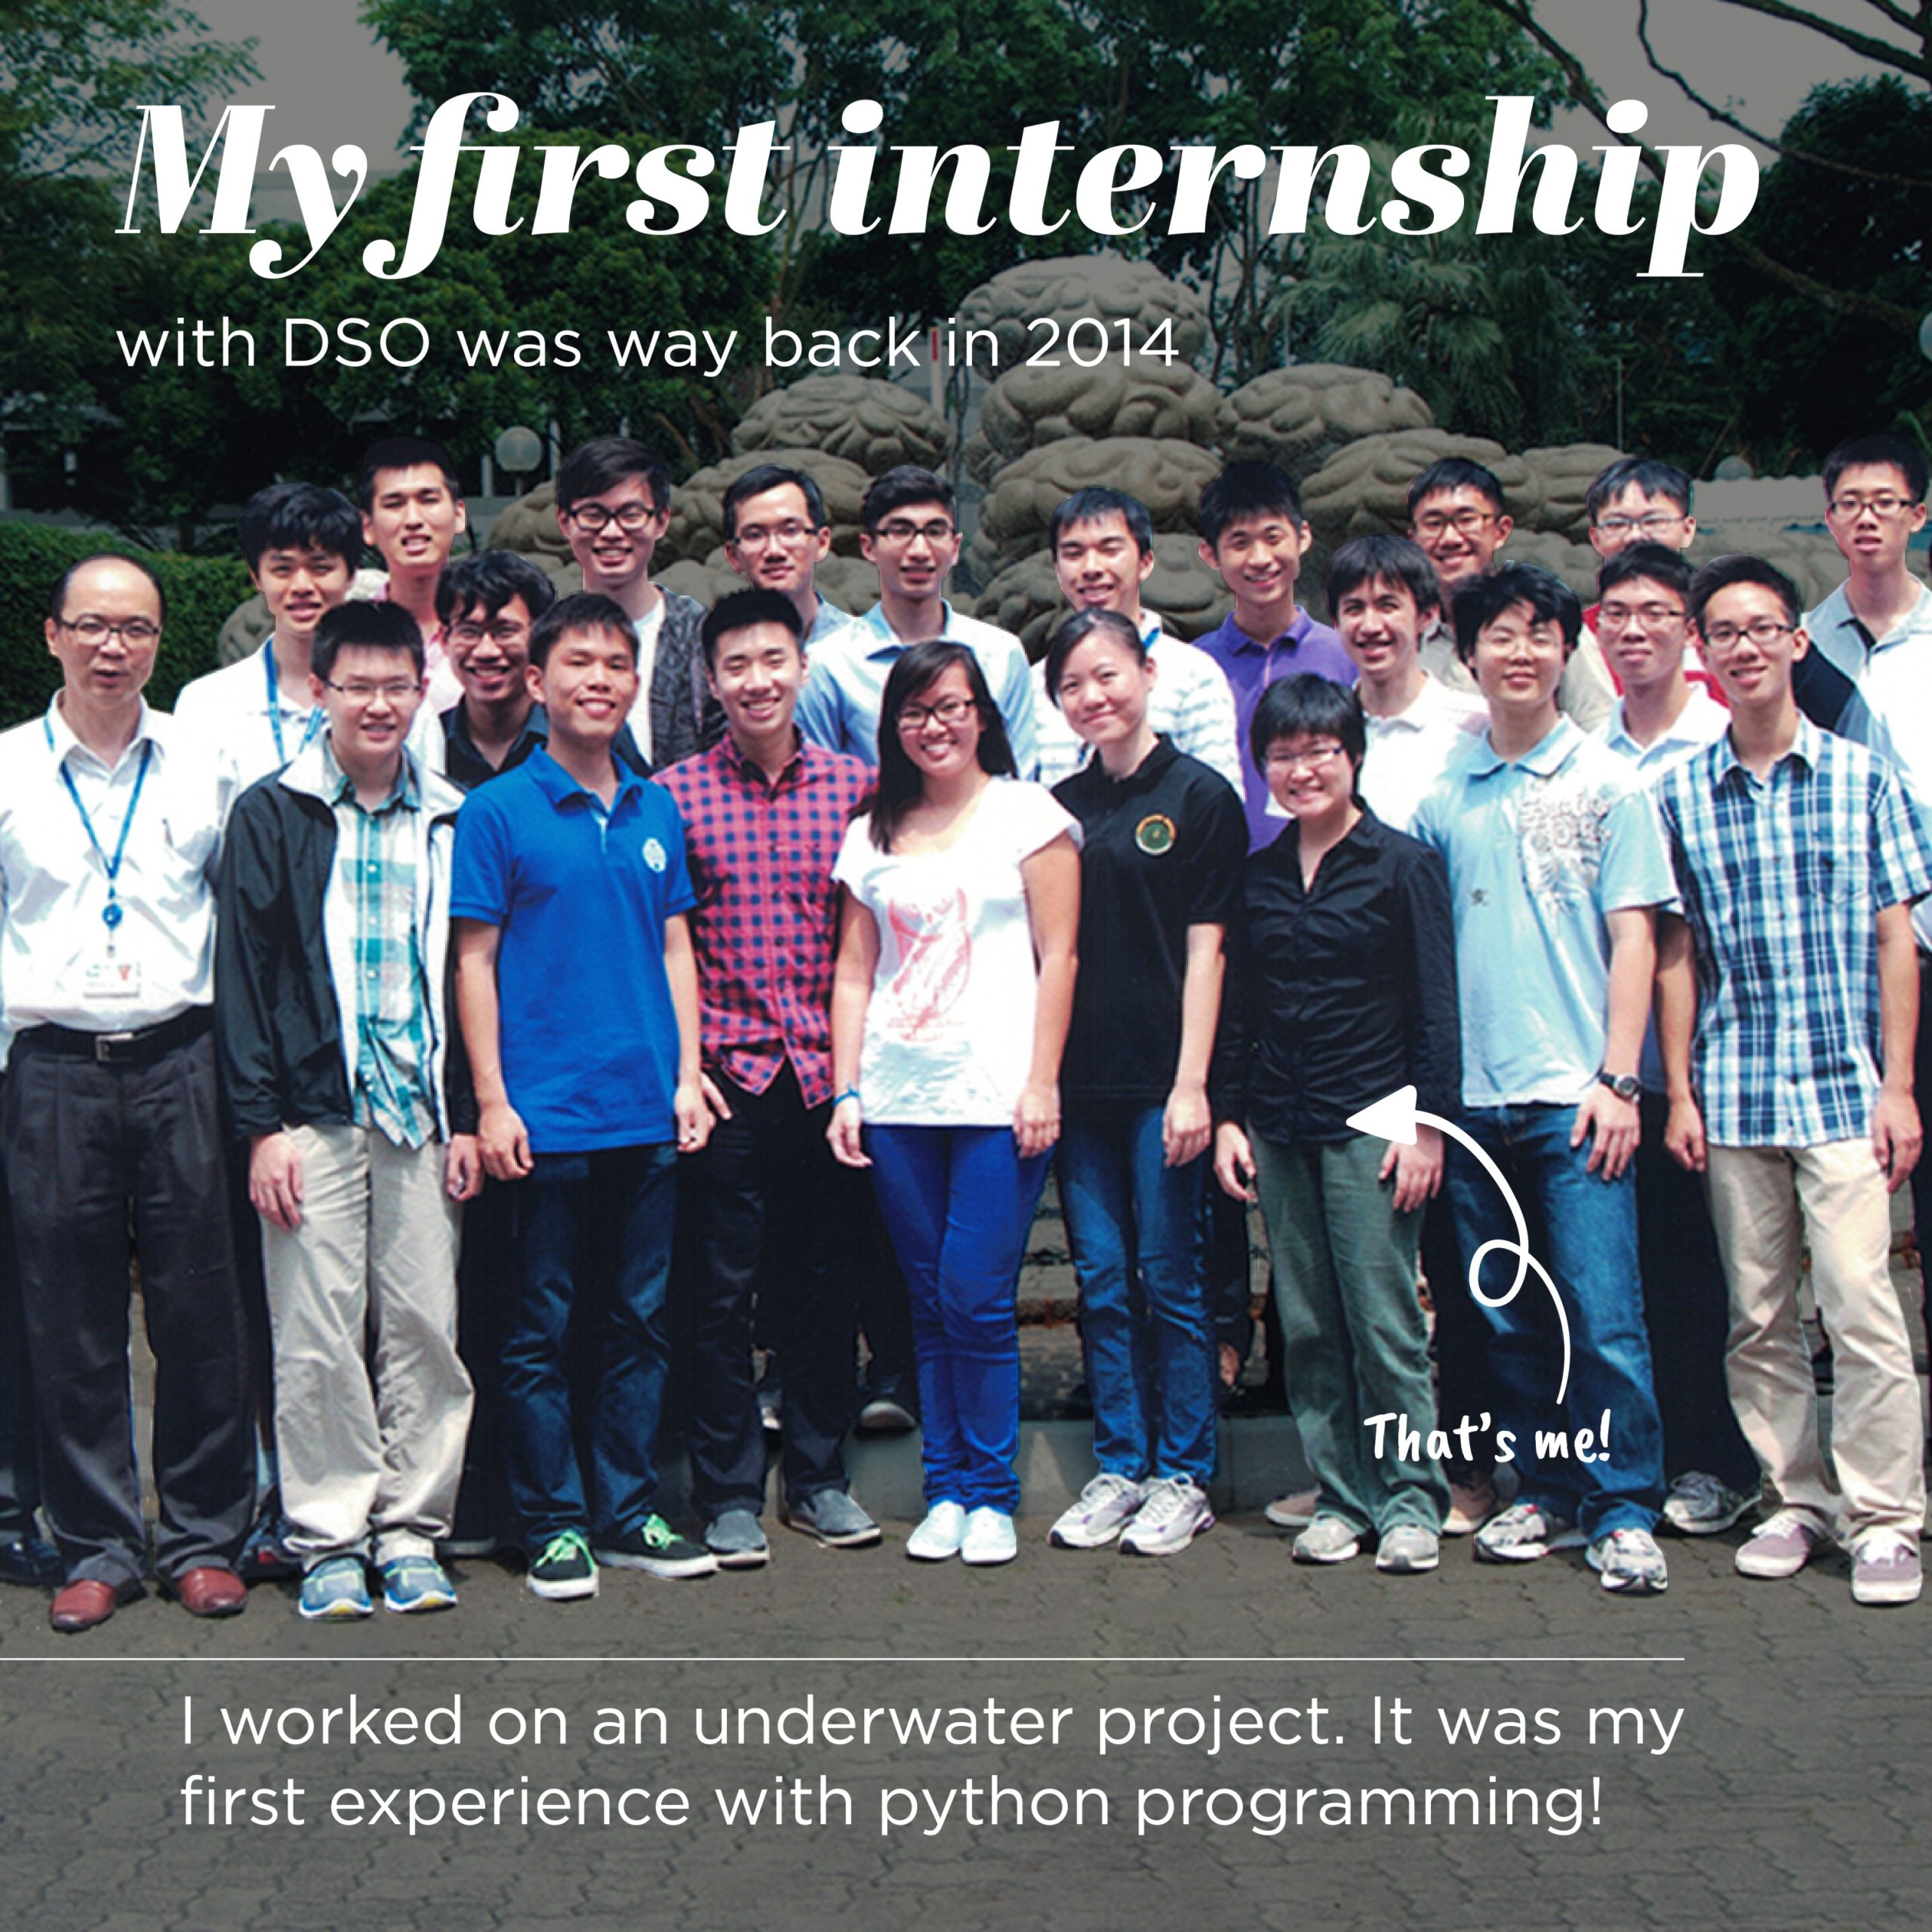 My first internship
with DSO was way back in 2014
That's me!
I worked on an underwater project. It was my
first experience with python programming!